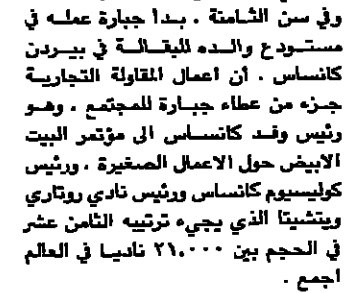 وفي سن الثامنة . بدأ جبارة عمله في
مستودع والده للبقالة في بيردن
كانساس . أن أعمال المقاولة التجارية
جزء من عطاء جبارة للمجتمع . وهو
رئيس وفد كانساس الى مؤتمر البيت
الابيض حول الاعمال الصغيرة . ورئيس
كوليسيوم كانساس ورئيس نادي روتاري
ويتشيتا الذي يجيء ترتيبه الثامن عشر
في الحجم بين ٢١,٠٠٠ ناديا في العالم
اجمع .